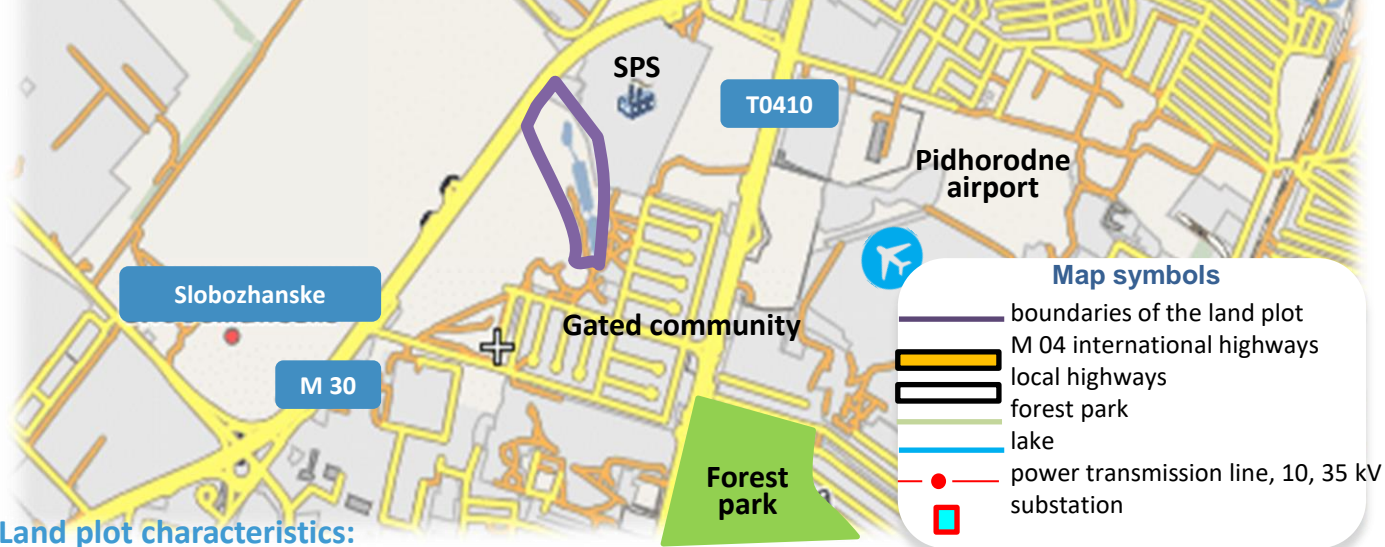 SPS
T0410
Pidhorodne
airport
Slobozhanske
Gated community
M 30
Forest
park
Map symbols
boundaries of the land plot
M 04 international highways
local highways
forest park
lake
power transmission line, 10, 35 kV
substation
Land plot characteristics: